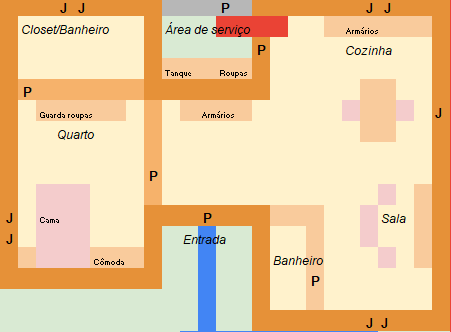 J J P J J
Closet/Banheiro Área de serviço Armários
P Cozinha
Tanque Roupas
P
Guarda roupas Armários J
Quarto
P
Cama J P Sala
J Entrada
Cômoda Banheiro
P
J J